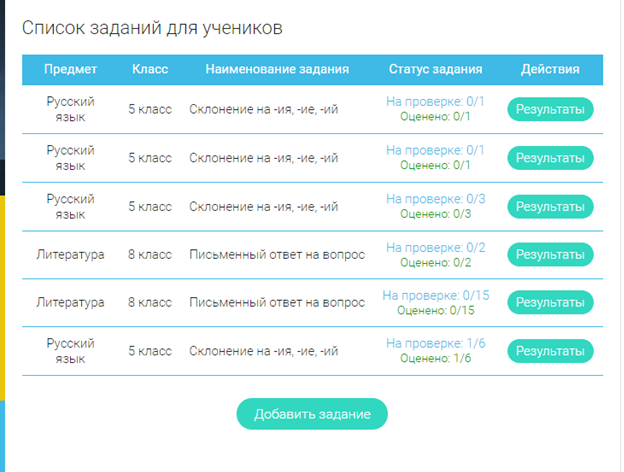 Список заданий для учеников
Предмет Класс Наименование задания Статус задания Действия
Русский язык 5 класс Склонение на -ия, -ие, -ий На проверке: 0/1 Оценено: 0/1 Результаты
Русский язык 5 класс Склонение на -ия, -ие, -ий На проверке: 0/1 Оценено: 0/1 Результаты
Русский язык 5 класс Склонение на -ия, -ие, -ий На проверке: 0/3 Оценено: 0/3 Результаты
Литература 8 класс Письменный ответ на вопрос На проверке: 0/2 Оценено: 0/2 Результаты
Литература 8 класс Письменный ответ на вопрос На проверке: 0/15 Оценено: 0/15 Результаты
Русский язык 5 класс Склонение на -ия, -ие, -ий На проверке: 1/6 Оценено: 1/6 Результаты
Добавить задание